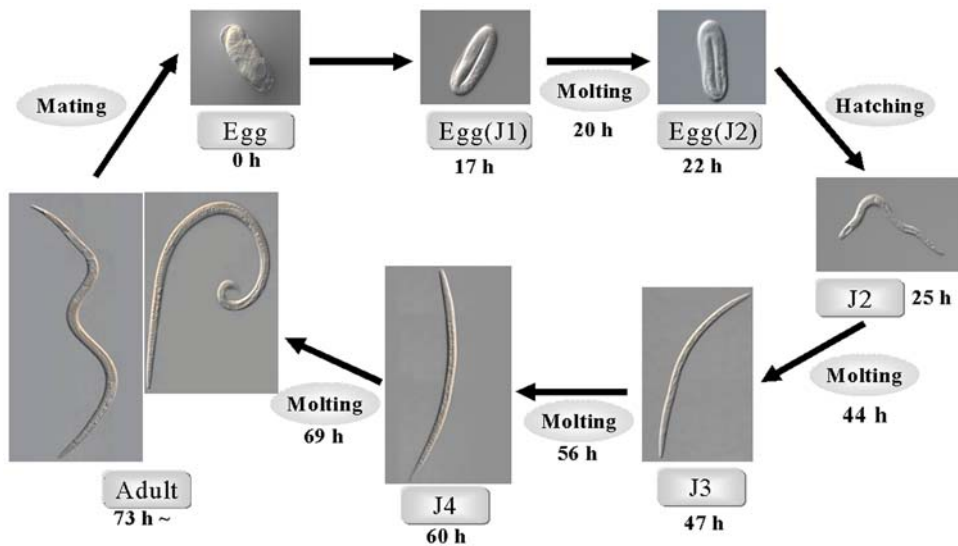 Mating
Egg
0 h
Egg(J1)
17 h
Molting
20 h
Egg(J2)
22 h
Hatching
J2
25 h
Molting
44 h
J3
47 h
Molting
56 h
J4
60 h
Molting
69 h
Adult
73 h ~